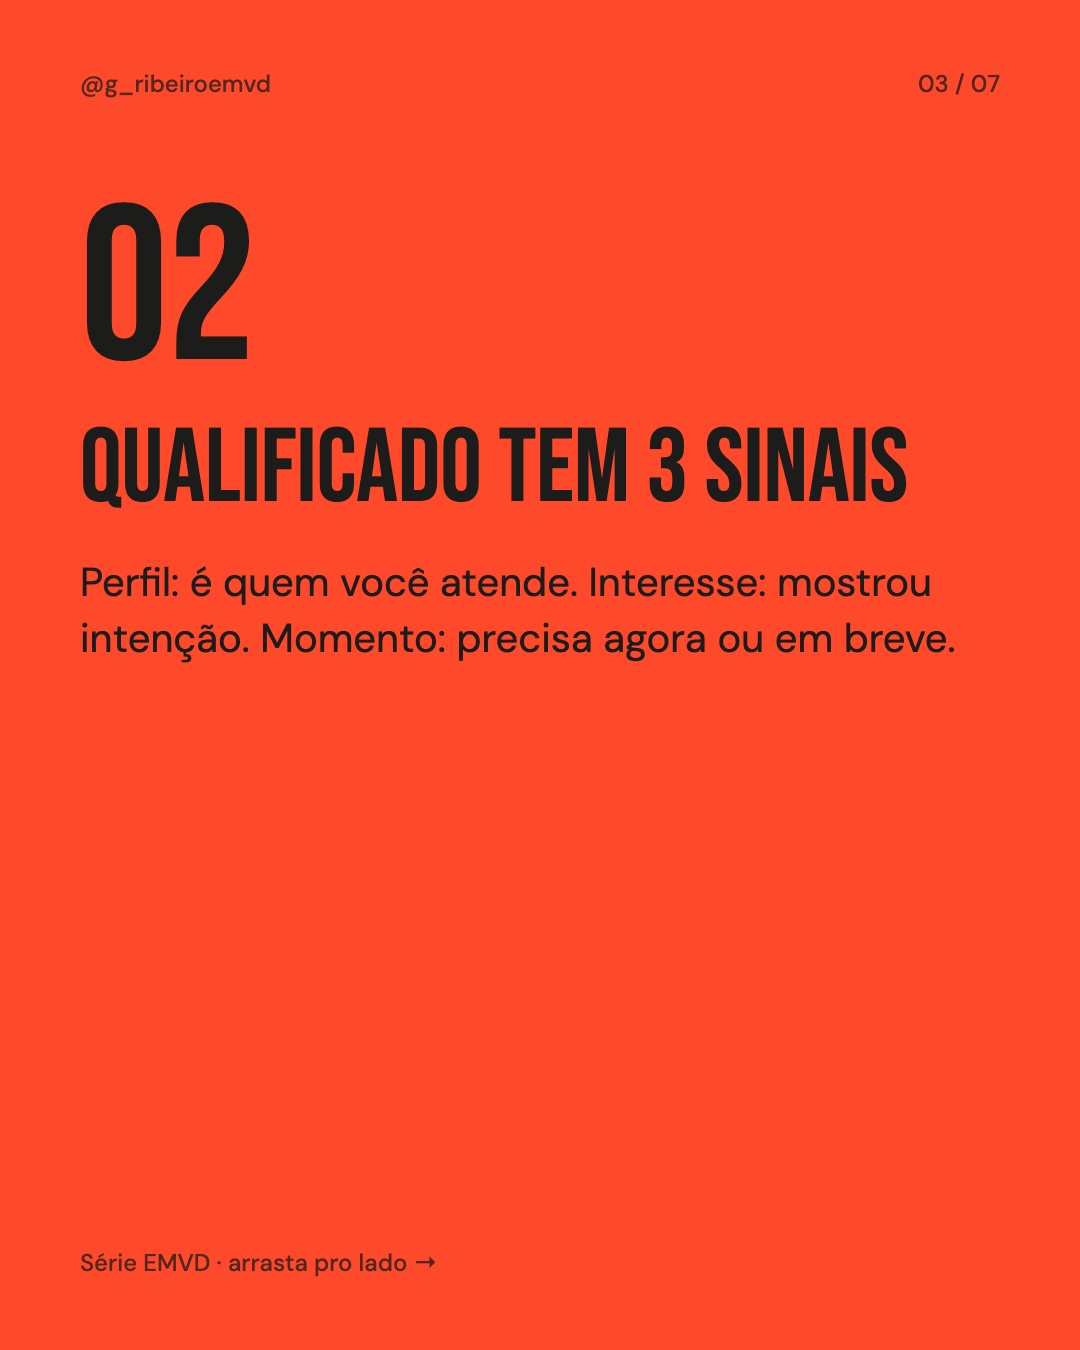 @g_ribeiroemvd
03 / 07
02
QUALIFICADO TEM 3 SINAIS
Perfil: é quem você atende. Interesse: mostrou
intenção. Momento: precisa agora ou em breve.
Série EMVD · arrasta pro lado →